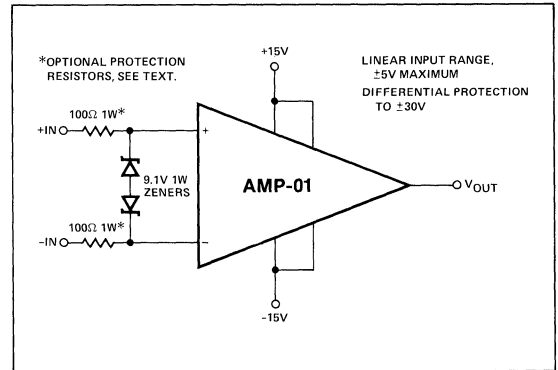 *OPTIONAL PROTECTION
RESISTORS, SEE TEXT.
+15V
LINEAR INPUT RANGE,
±5V MAXIMUM
DIFFERENTIAL PROTECTION
TO ±30V
100Ω 1W*
+IN
+
9.1V 1W
ZENERS
AMP-01
VOUT
100Ω 1W*
-IN
−
-15V